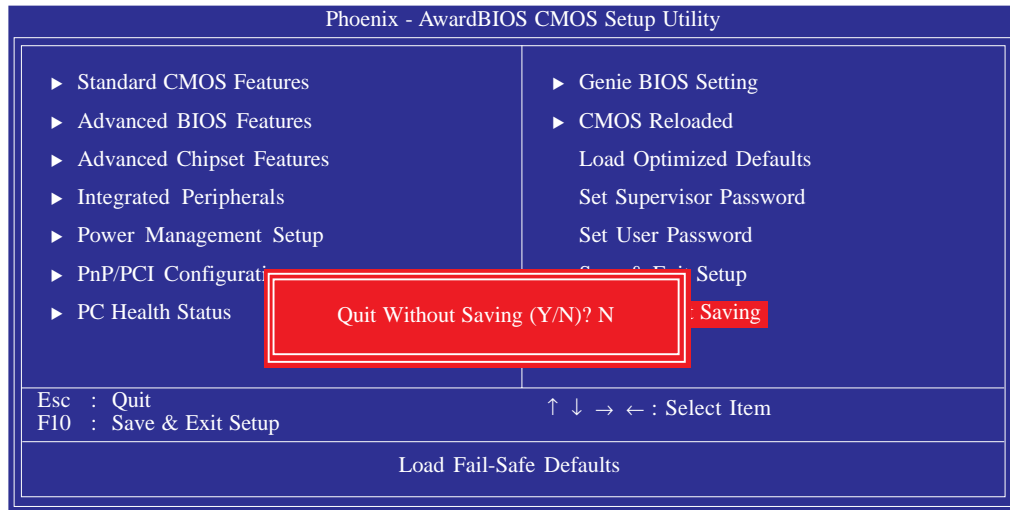 Phoenix - AwardBIOS CMOS Setup Utility
▶ Standard CMOS Features
▶ Advanced BIOS Features
▶ Advanced Chipset Features
▶ Integrated Peripherals
▶ Power Management Setup
▶ PnP/PCI
▶ PC Health Status
▶ Genie BIOS Setting
▶ CMOS Reloaded
Load Optimized Defaults
Set Supervisor Password
Set User Password
Setup
Saving
Quit Without Saving (Y/N)? N
Esc : Quit
F10 : Save & Exit Setup
↑ ↓ → ← : Select Item
Load Fail-Safe Defaults